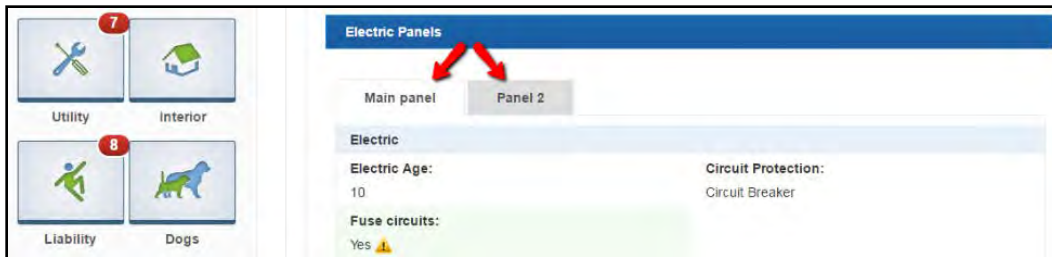 7
Utility
Interior
8
Liability
Dogs
Electric Panels
Main panel
Panel 2
Electric
Electric Age:
10
Circuit Protection:
Circuit Breaker
Fuse circuits:
Yes